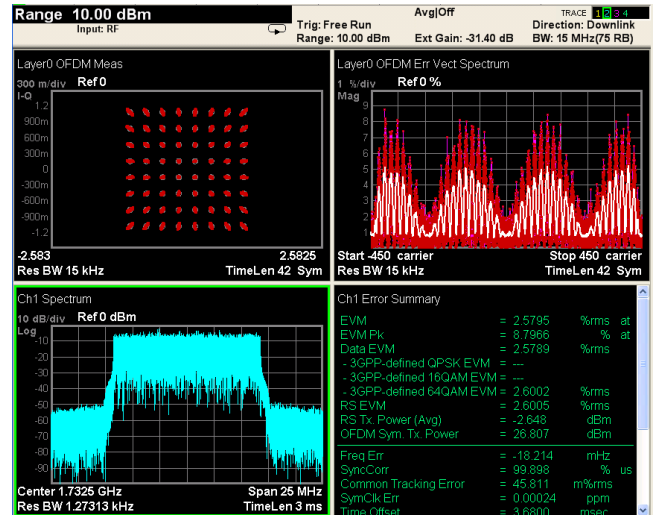 Range 10.00 dBm
Input: RF
Trig: Free Run
Range: 10.00 dBm
Avg|Off
Ext Gain: -31.40 dB
TRACE 1 2 3 4
Direction: Downlink
BW: 15 MHz(75 RB)
Layer0 OFDM Meas
300 m/div Ref 0
I-Q
1.2
900m
600m
300m
0
-300m
-600m
-900m
-1.2
-2.583 2.5825
Res BW 15 kHz TimeLen 42 Sym
Layer0 OFDM Err Vect Spectrum
1 %/div Ref 0 %
Mag
9
8
7
6
5
4
3
2
1
Start -450 carrier Stop 450 carrier
Res BW 15 kHz TimeLen 42 Sym
Ch1 Spectrum
10 dB/div Ref 0 dBm
Log
-10
-20
-30
-40
-50
-60
-70
-80
-90
Center 1.7325 GHz Span 25 MHz
Res BW 1.27313 kHz TimeLen 3 ms
Ch1 Error Summary
EVM = 2.5795 %rms at
EVM Pk = 8.7966 % at
Data EVM = 2.5789 %rms
- 3GPP-defined QPSK EVM = ---
- 3GPP-defined 16QAM EVM = ---
- 3GPP-defined 64QAM EVM = 2.6002 %rms
RS EVM = 2.6005 %rms
RS Tx. Power (Avg) = -2.648 dBm
OFDM Sym. Tx. Power = 26.807 dBm
Freq Err = -18.214 mHz
SyncCorr = 99.898 % us
Common Tracking Error = 45.811 m%rms
SymClk Err = 0.00024 ppm
Time Offset = 3.6800 msec